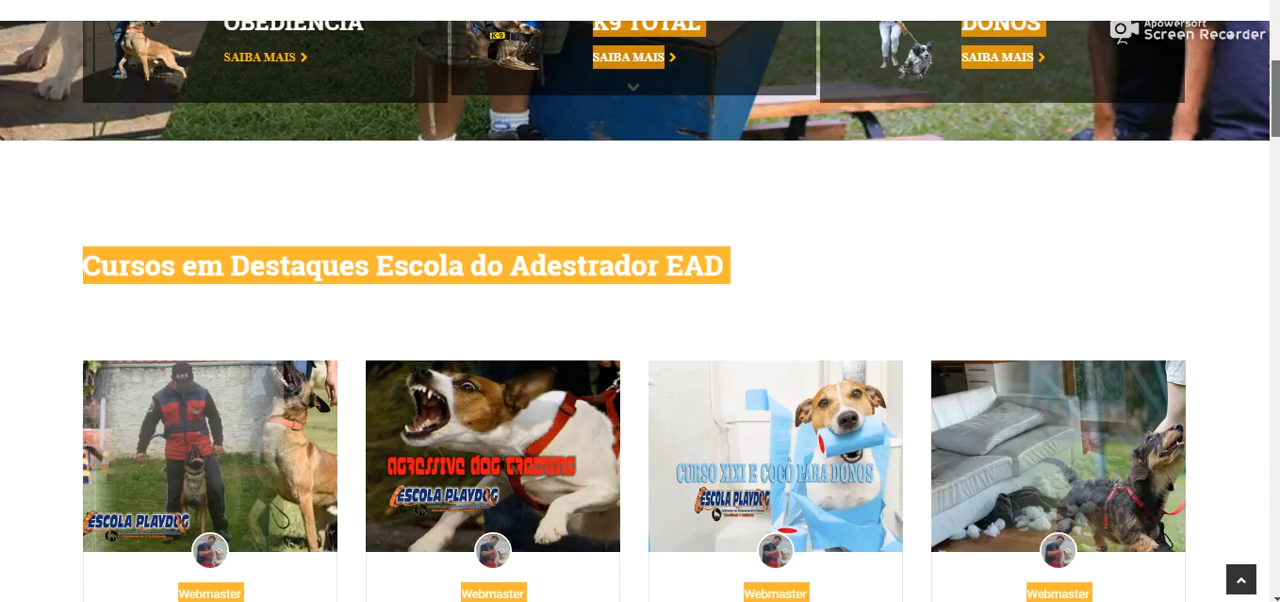 OBEDIÊNCIA
K9 TOTAL
DONOS
Apowersoft
Screen Recorder
K9
SAIBA MAIS
SAIBA MAIS
SAIBA MAIS
Cursos em Destaques Escola do Adestrador EAD
AGRESSIVE DOG TRAINING
ESCOLA PLAYDOG
CURSO XIXI E COCÔ PARA DONOS
ESCOLA PLAYDOG
ESCOLA PLAYDOG
Webmaster
Webmaster
Webmaster
Webmaster